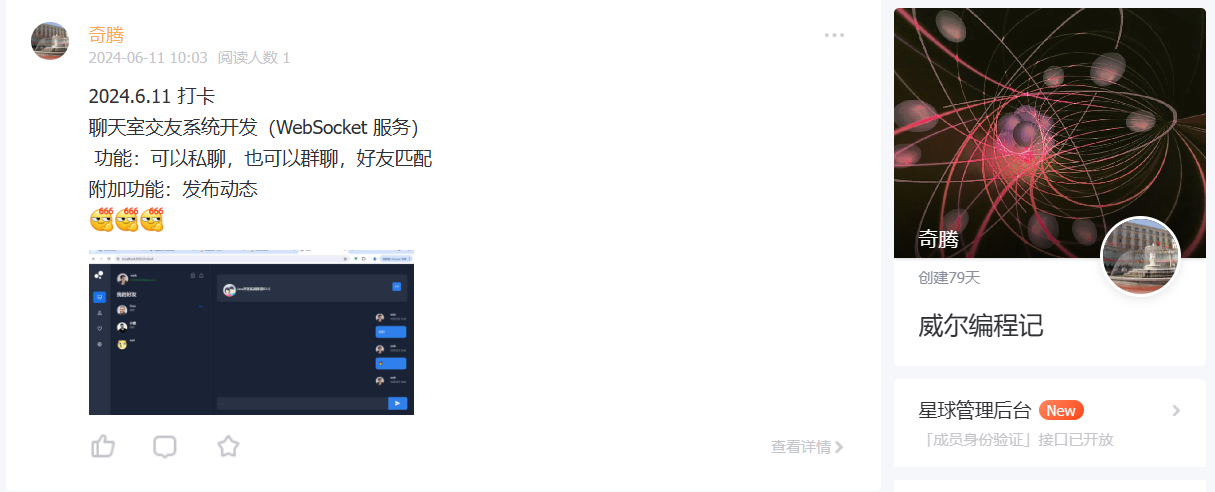 奇腾
2024-06-11 10:03 阅读人数 1
2024.6.11 打卡
聊天室交友系统开发（WebSocket 服务）
功能：可以私聊，也可以群聊，好友匹配
附加功能：发布动态
666 666 666
我的好友
查看详情
奇腾
创建79天
威尔编程记
星球管理后台 New
「成员身份验证」接口已开放